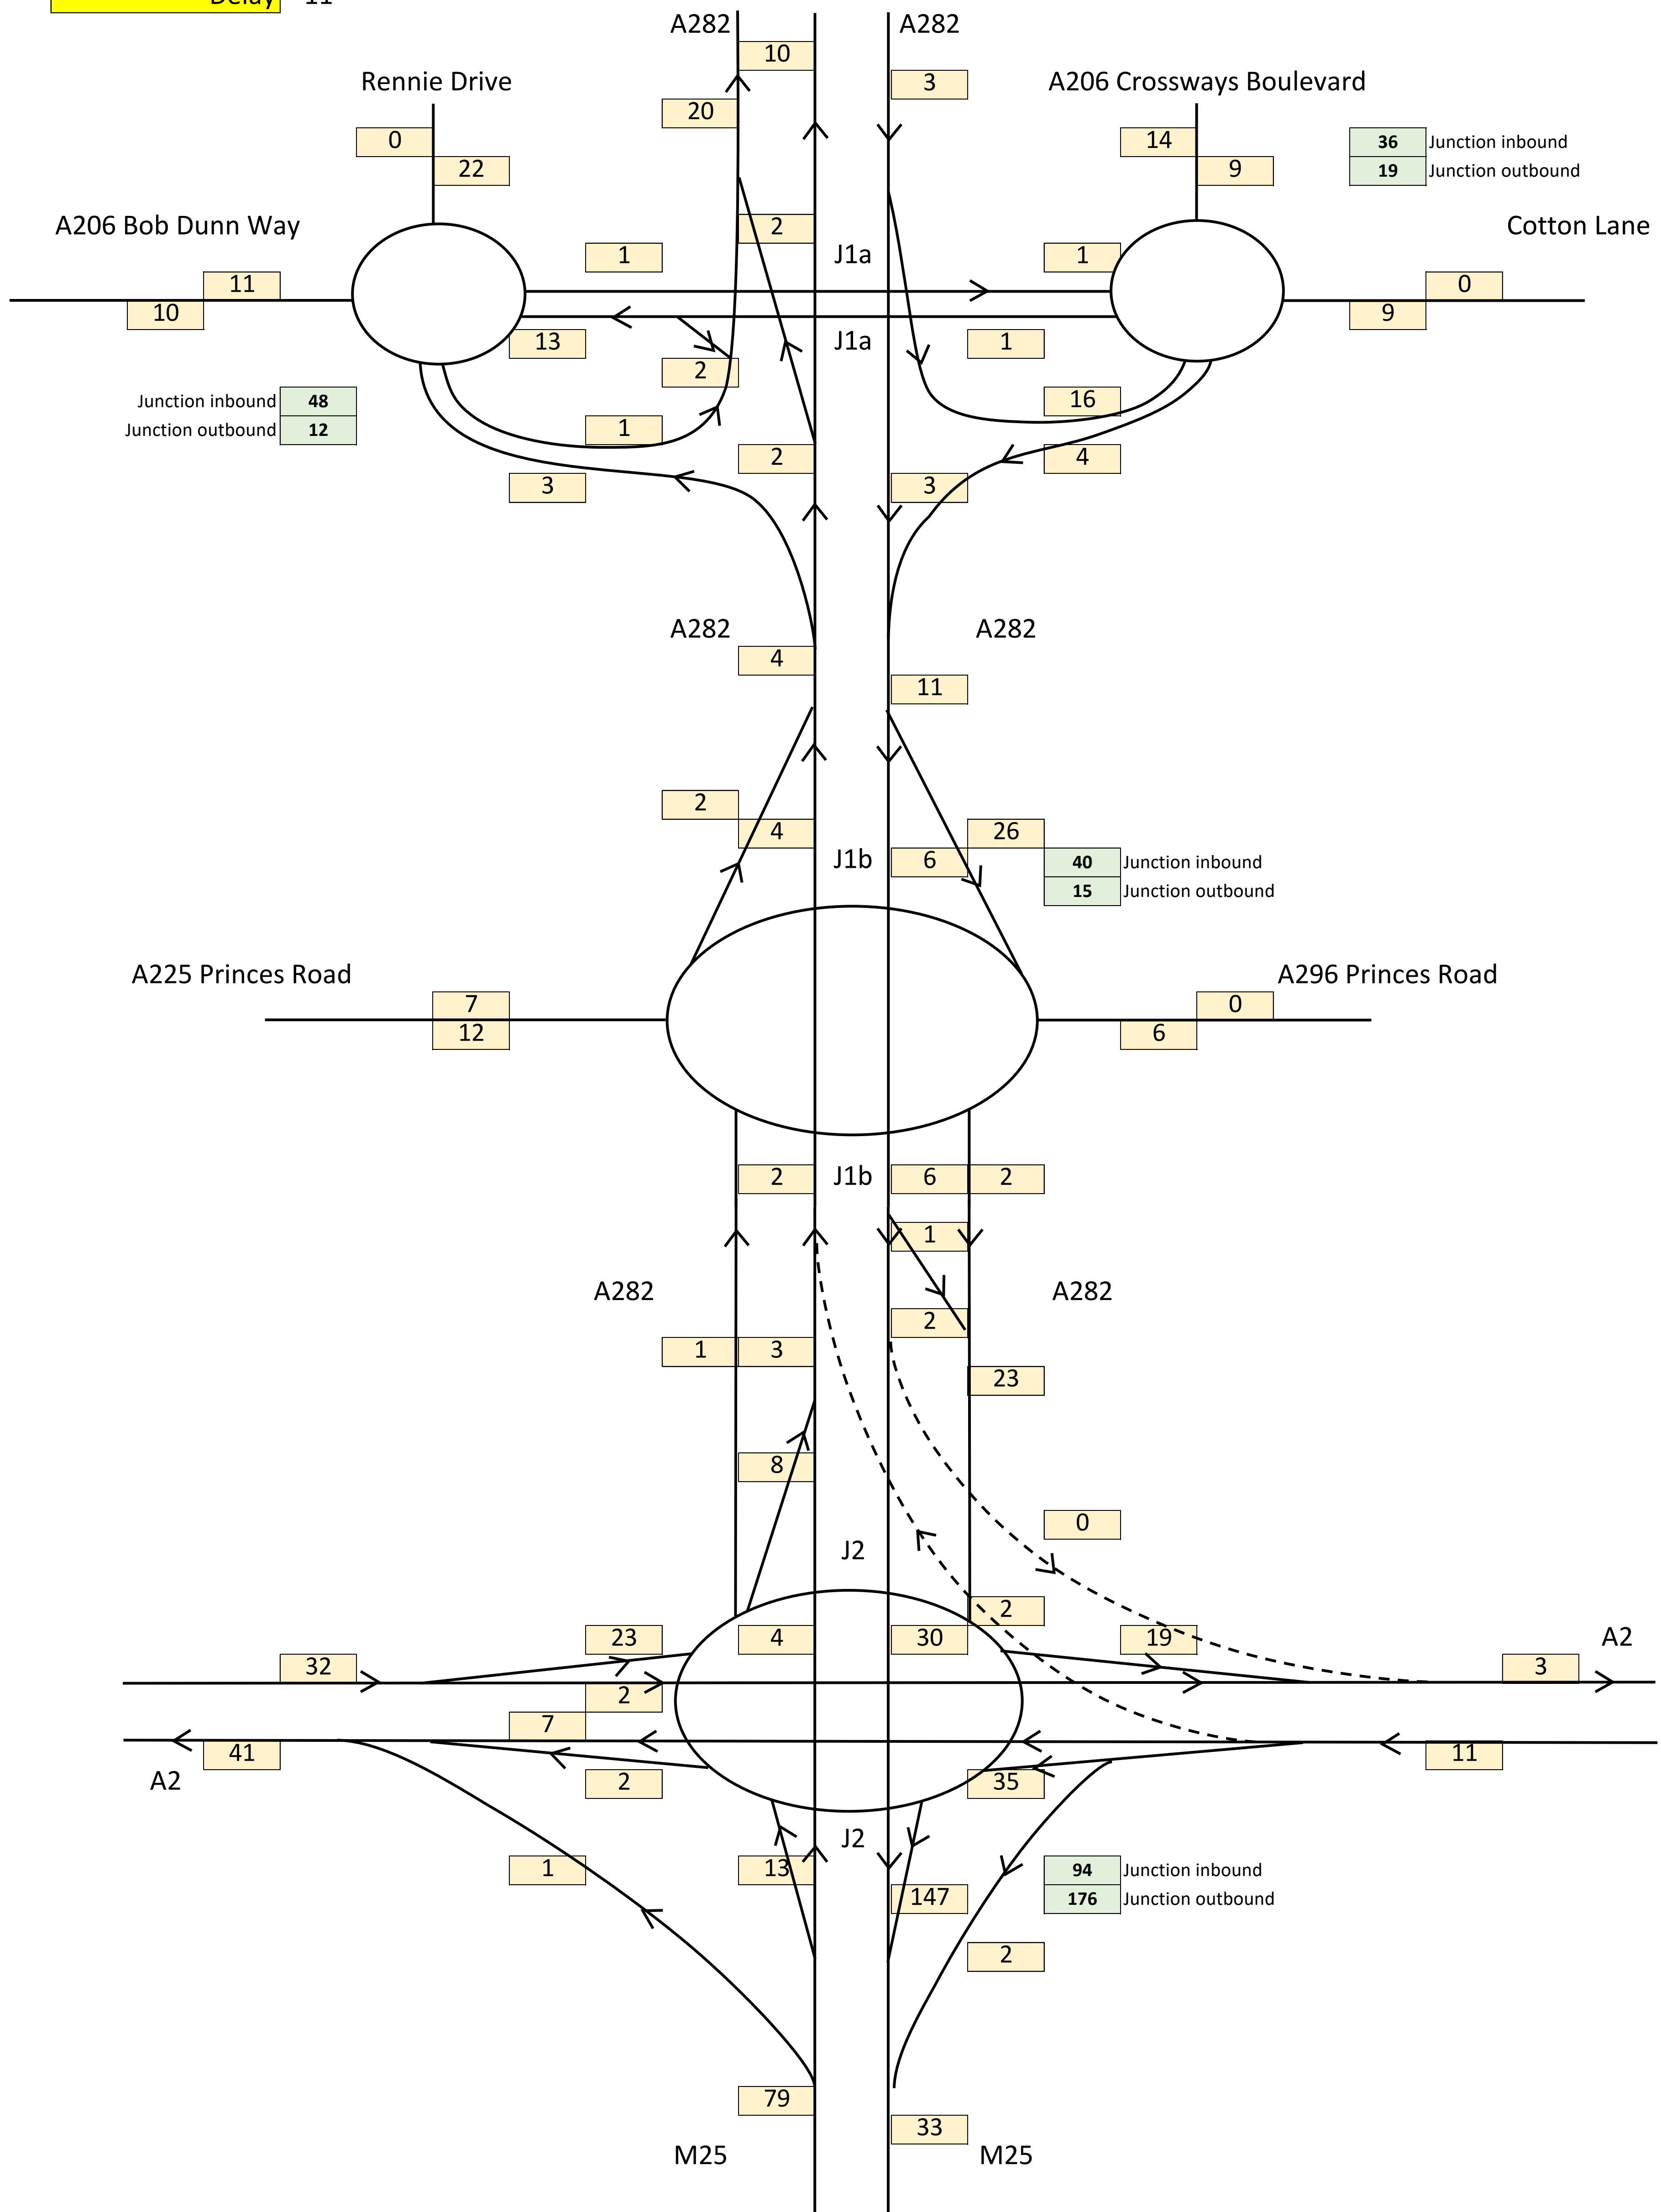 Delay 11
A282 A282
10
Rennie Drive 3 A206 Crossways Boulevard
20
0 14 36 Junction inbound
22 9 19 Junction outbound
A206 Bob Dunn Way 2 Cotton Lane
1 J1a 1
11 0
10 9
13 J1a 1
2
Junction inbound 48 16
Junction outbound 12 1
2 4
3 3
A282 A282
4
11
2
4 26
J1b 6 40 Junction inbound
15 Junction outbound
A225 Princes Road A296 Princes Road
7 0
12 6
2 J1b 6 2
1
A282 A282
2
1 3
23
8
0
J2
2
23 4 30 19 A2
32 3
2
7
41 11
A2 2 35
J2
1 13 94 Junction inbound
147 176 Junction outbound
2
79
33
M25 M25